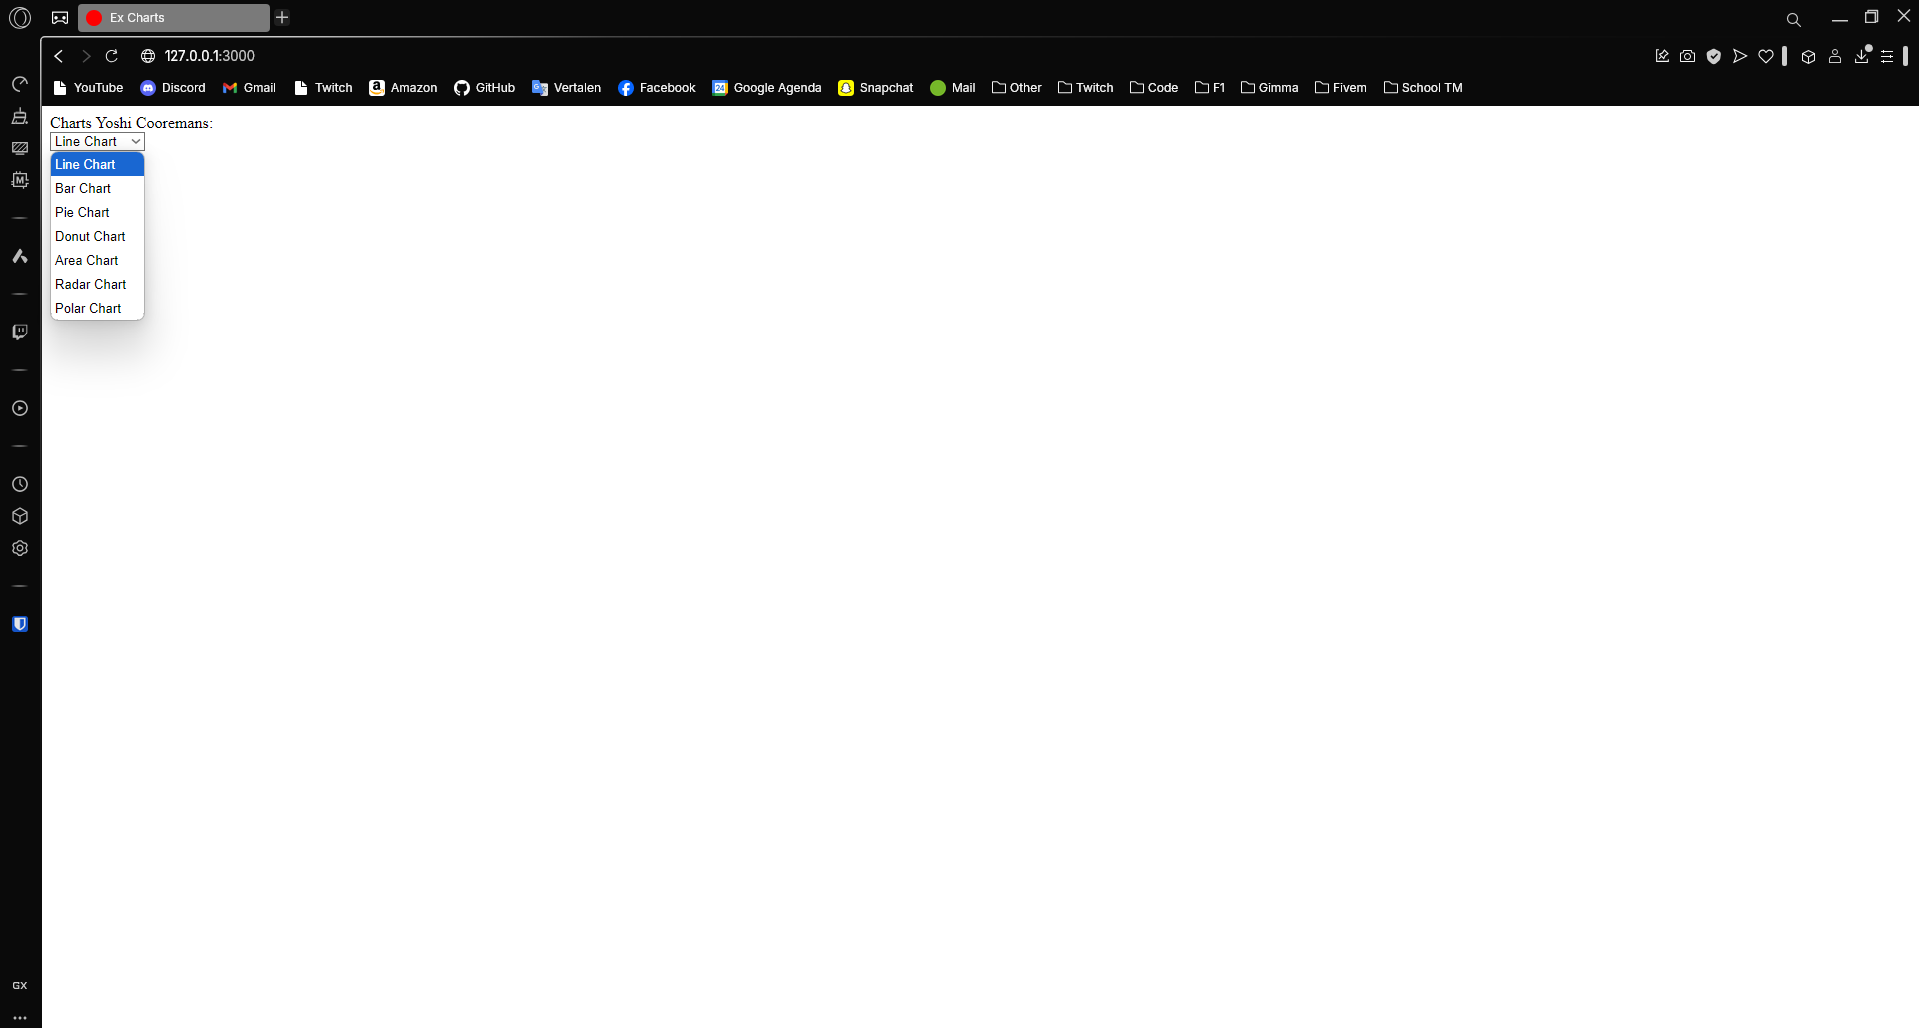 Ex Charts
127.0.0.1:3000
YouTube Discord Gmail Twitch Amazon GitHub Vertalen Facebook 24 Google Agenda Snapchat Mail Other Twitch Code F1 Gimma Fivem School TM
Charts Yoshi Cooremans:
Line Chart
Line Chart
Bar Chart
Pie Chart
Donut Chart
Area Chart
Radar Chart
Polar Chart
M
GX